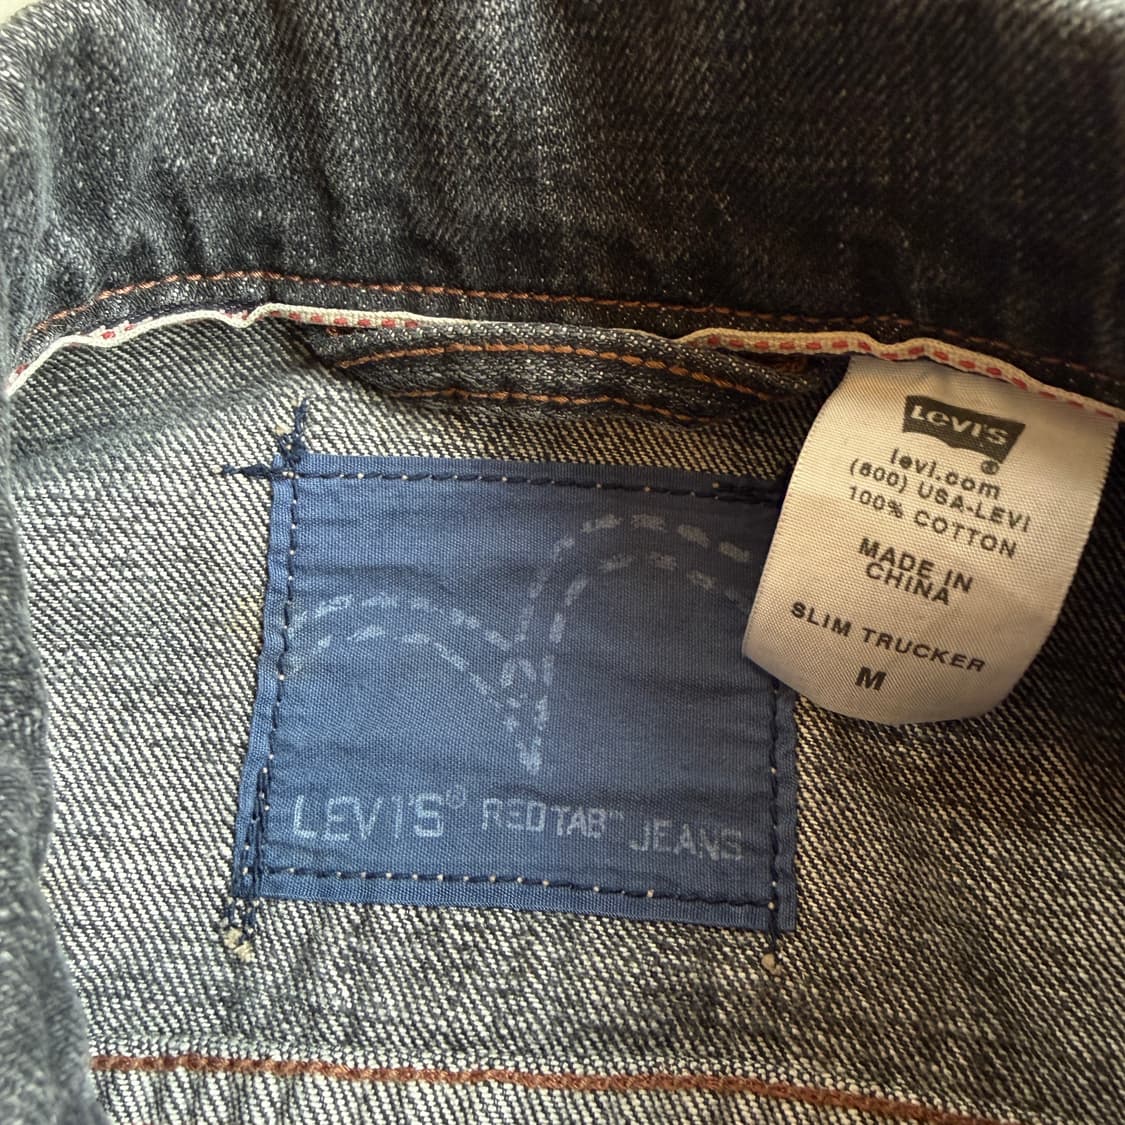 LEVI'S
®
levi.com
(800) USA-LEVI
100% COTTON
MADE IN
CHINA
SLIM TRUCKER
M
LEVI'S® RED TAB™ JEANS